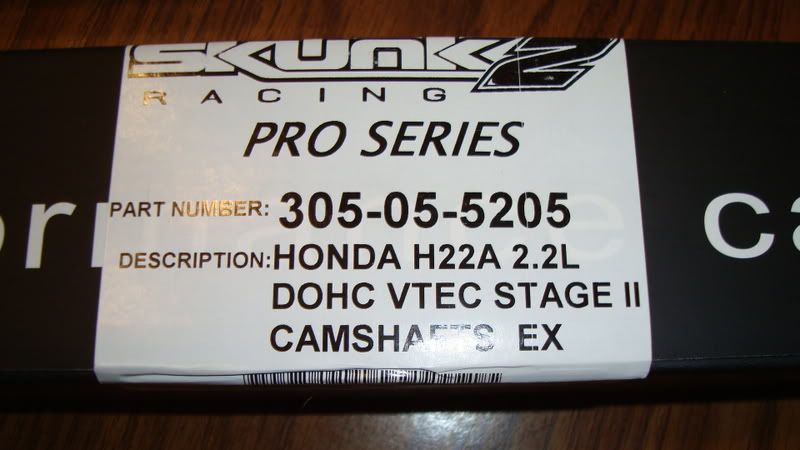 SKUNK2
RACING
PRO SERIES
PART NUMBER: 305-05-5205
DESCRIPTION: HONDA H22A 2.2L
DOHC VTEC STAGE II
CAMSHAFTS EX